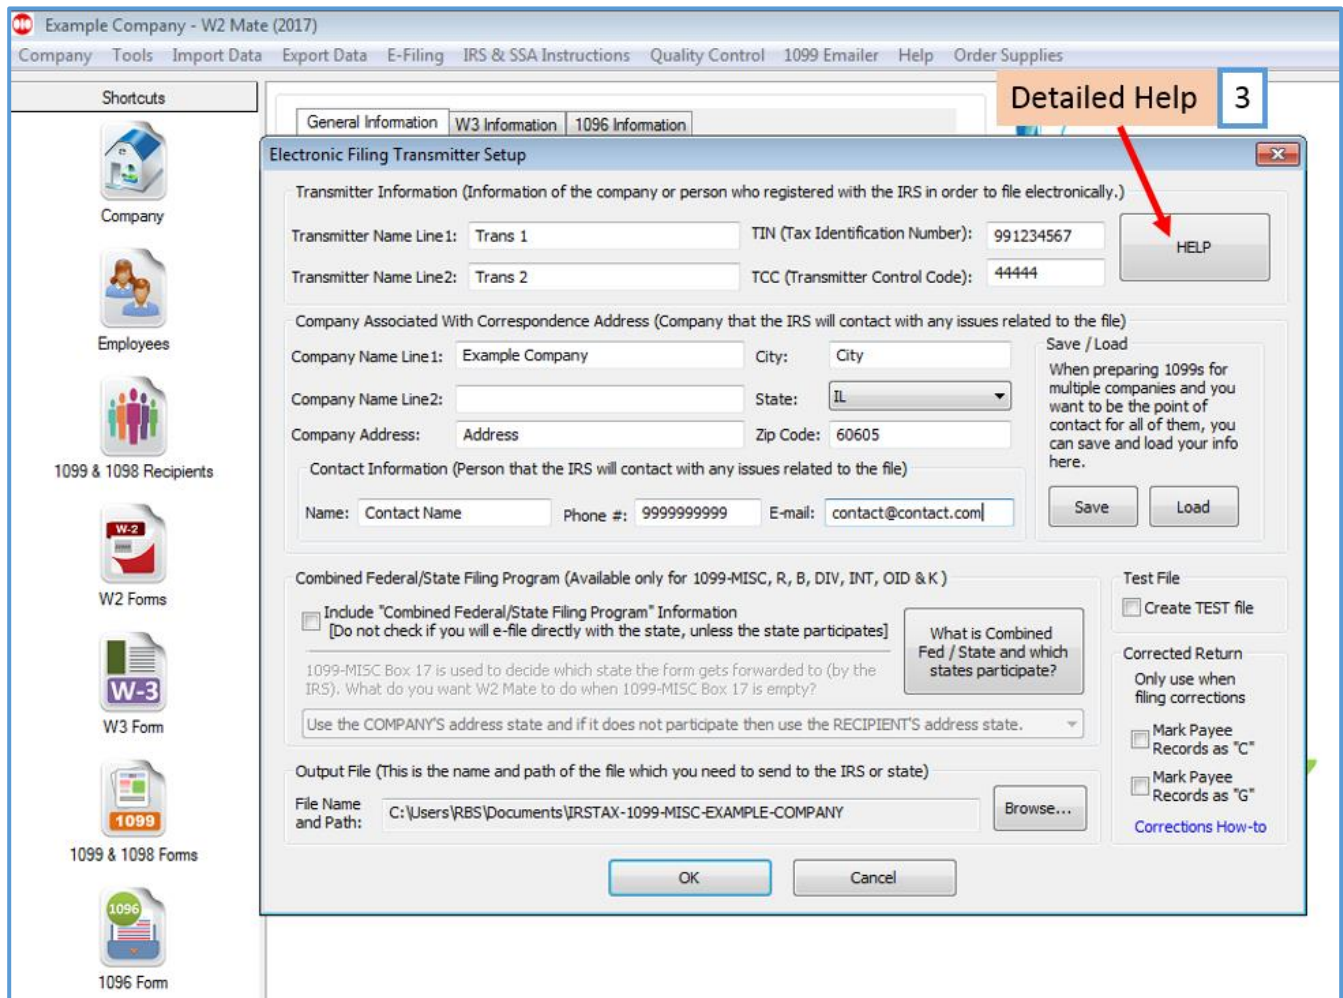 Example Company - W2 Mate (2017)
Company Tools Import Data Export Data E-Filing IRS & SSA Instructions Quality Control 1099 Emailer Help Order Supplies
Shortcuts
Company
Employees
1099 & 1098 Recipients
W-2
W2 Forms
W-3
W3 Form
1099
1099 & 1098 Forms
1096
1096 Form
General Information W3 Information 1096 Information
Detailed Help 3
Electronic Filing Transmitter Setup
Transmitter Information (Information of the company or person who registered with the IRS in order to file electronically.)
Transmitter Name Line1: Trans 1 TIN (Tax Identification Number): 991234567
Transmitter Name Line2: Trans 2 TCC (Transmitter Control Code): 44444
HELP
Company Associated With Correspondence Address (Company that the IRS will contact with any issues related to the file)
Company Name Line1: Example Company City: City
Company Name Line2: State: IL
Company Address: Address Zip Code: 60605
Contact Information (Person that the IRS will contact with any issues related to the file)
Name: Contact Name Phone #: 9999999999 E-mail: contact@contact.com
Save / Load
When preparing 1099s for
multiple companies and you
want to be the point of
contact for all of them, you
can save and load your info
here.
Save Load
Combined Federal/State Filing Program (Available only for 1099-MISC, R, B, DIV, INT, OID & K )
Include "Combined Federal/State Filing Program" Information
[Do not check if you will e-file directly with the state, unless the state participates]
1099-MISC Box 17 is used to decide which state the form gets forwarded to (by the
IRS). What do you want W2 Mate to do when 1099-MISC Box 17 is empty?
Use the COMPANY'S address state and if it does not participate then use the RECIPIENT'S address state.
What is Combined
Fed / State and which
states participate?
Test File
Create TEST file
Corrected Return
Only use when
filing corrections
Mark Payee
Records as "C"
Mark Payee
Records as "G"
Corrections How-to
Output File (This is the name and path of the file which you need to send to the IRS or state)
File Name
and Path: C:\Users\RBS\Documents\IRSTAX-1099-MISC-EXAMPLE-COMPANY Browse...
OK Cancel